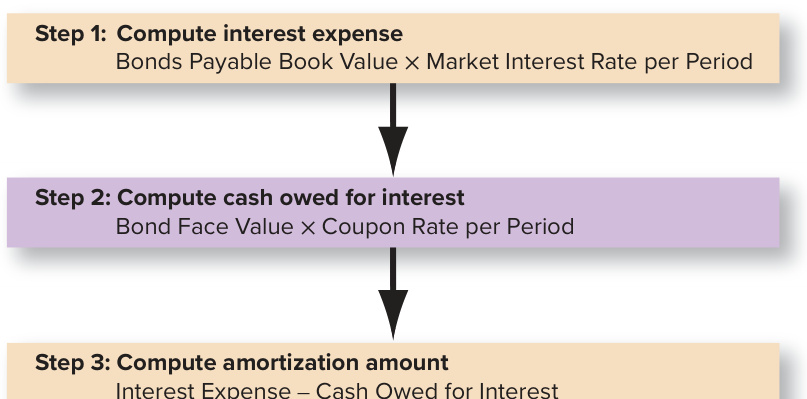 Step 1: Compute interest expense
Bonds Payable Book Value × Market Interest Rate per Period
Step 2: Compute cash owed for interest
Bond Face Value × Coupon Rate per Period
Step 3: Compute amortization amount
Interest Expense – Cash Owed for Interest